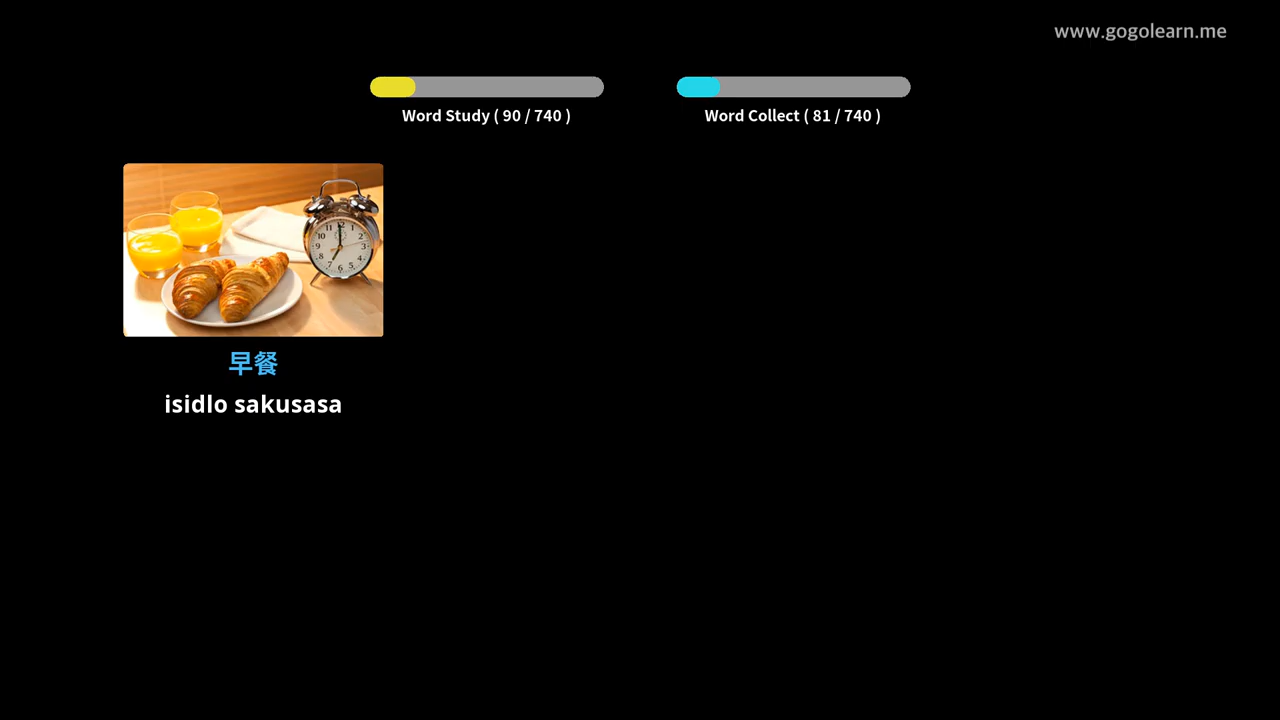 www.gogolearn.me
Word Study ( 90 / 740 )
Word Collect ( 81 / 740 )
早餐
isidlo sakusasa